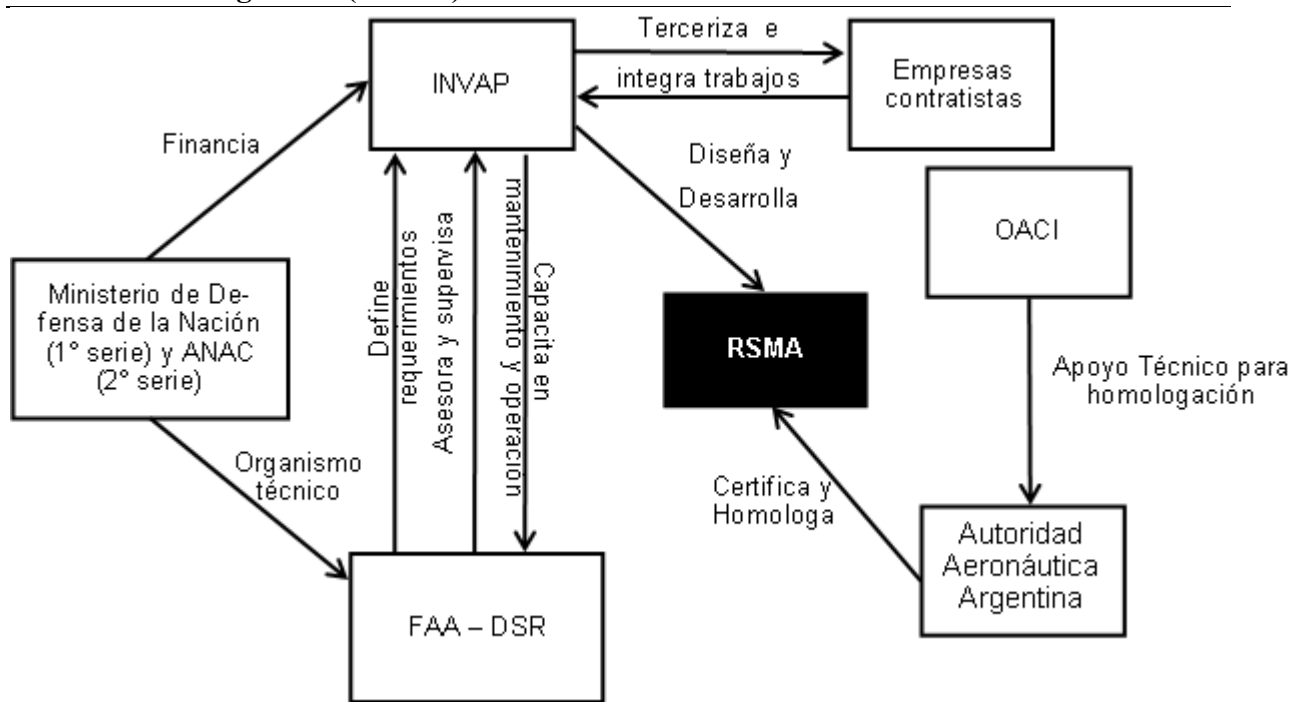 Terceriza e
integra trabajos
INVAP
Empresas
contratistas
Financia
Diseña y
Desarrolla
OACI
Ministerio de De-
fensa de la Nación
(1° serie) y ANAC
(2° serie)
Define
requerimientos
Asesora y supervisa
Capacita en
mantenimiento y operación
RSMA
Apoyo Técnico para
homologación
Organismo
técnico
Certifica y
Homologa
Autoridad
Aeronáutica
Argentina
FAA – DSR